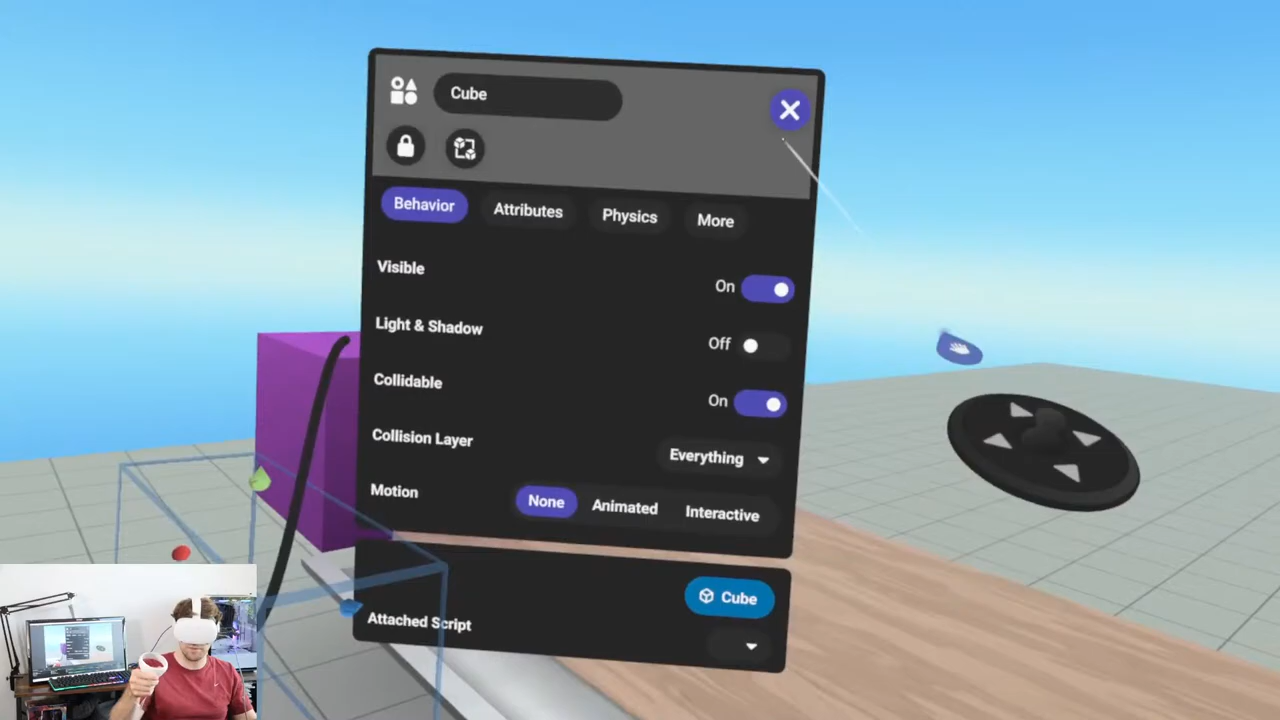 Cube
Behavior Attributes Physics More
Visible On
Light & Shadow Off
Collidable On
Collision Layer Everything
Motion None Animated Interactive
Cube
Attached Script